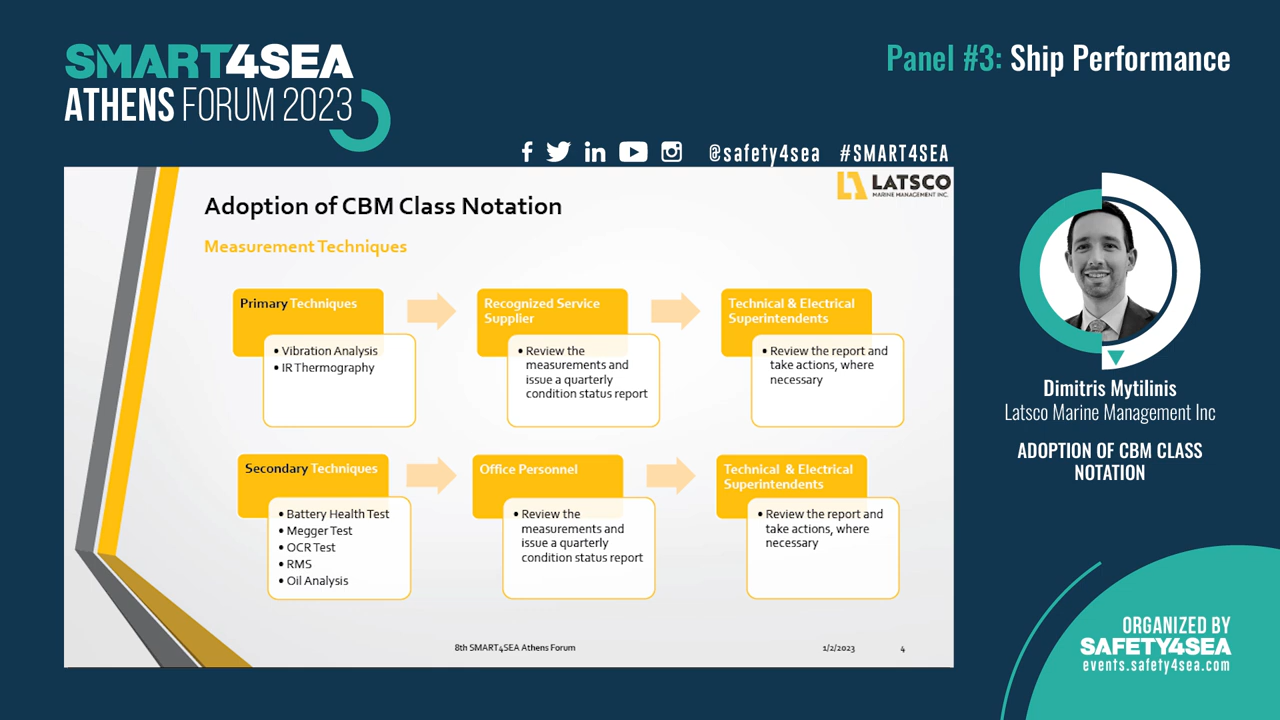 SMART4SEA
ATHENS FORUM 2023
Panel #3: Ship Performance
@safety4sea #SMART4SEA
LATSCO
MARINE MANAGEMENT INC.
Adoption of CBM Class Notation
Measurement Techniques
Primary Techniques
• Vibration Analysis
• IR Thermography
Recognized Service
Supplier
• Review the
measurements and
issue a quarterly
condition status report
Technical & Electrical
Superintendents
• Review the report and
take actions, where
necessary
Secondary Techniques
• Battery Health Test
• Megger Test
• OCR Test
• RMS
• Oil Analysis
Office Personnel
• Review the
measurements and
issue a quarterly
condition status report
Technical & Electrical
Superintendents
• Review the report and
take actions, where
necessary
8th SMART4SEA Athens Forum
1/2/2023
4
Dimitris Mytilinis
Latsco Marine Management Inc
ADOPTION OF CBM CLASS
NOTATION
ORGANIZED BY
SAFETY4SEA
events.safety4sea.com